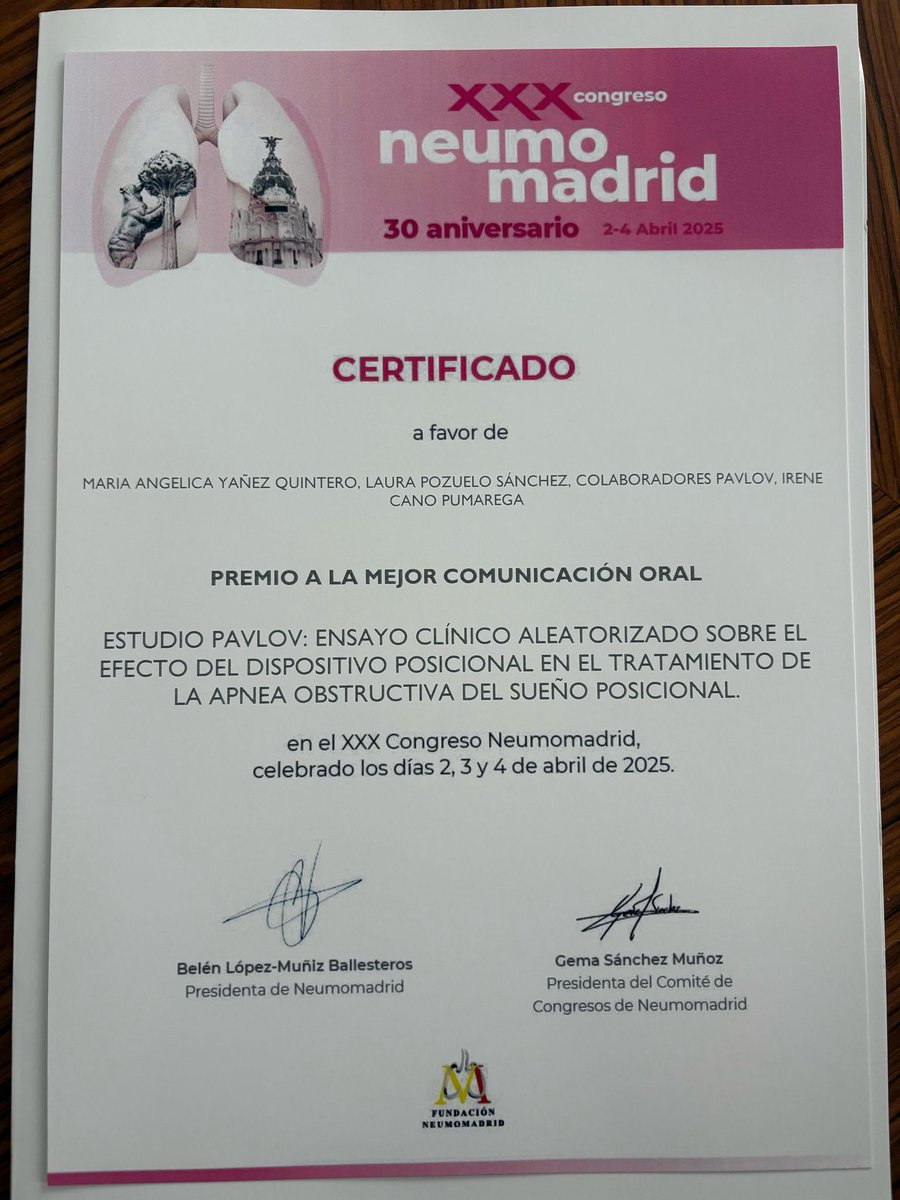 XXX congreso
neumo
madrid
30 aniversario 2-4 Abril 2025
CERTIFICADO
a favor de
MARIA ANGELICA YAÑEZ QUINTERO, LAURA POZUELO SÁNCHEZ, COLABORADORES PAVLOV, IRENE
CANO PUMAREGA
PREMIO A LA MEJOR COMUNICACIÓN ORAL
ESTUDIO PAVLOV: ENSAYO CLÍNICO ALEATORIZADO SOBRE EL
EFECTO DEL DISPOSITIVO POSICIONAL EN EL TRATAMIENTO DE
LA APNEA OBSTRUCTIVA DEL SUEÑO POSICIONAL.
en el XXX Congreso Neumomadrid,
celebrado los días 2, 3 y 4 de abril de 2025.
Belén López-Muñiz Ballesteros
Presidenta de Neumomadrid
Gema Sánchez Muñoz
Presidenta del Comité de
Congresos de Neumomadrid
FUNDACIÓN
NEUMOMADRID